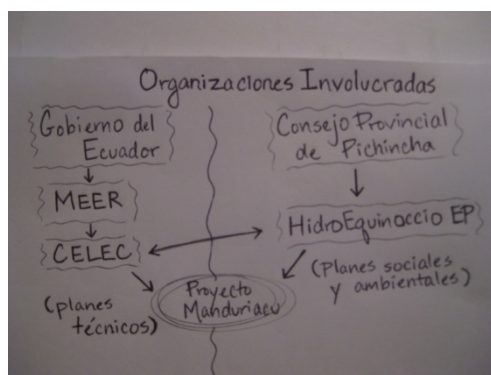 Organizaciones Involucradas
Gobierno del
Ecuador
MEER
CELEC
(planes
técnicos)
Consejo Provincial
de Pichincha
HidroEquinoccio EP
(planes sociales
y ambientales)
Proyecto
Manduriacu